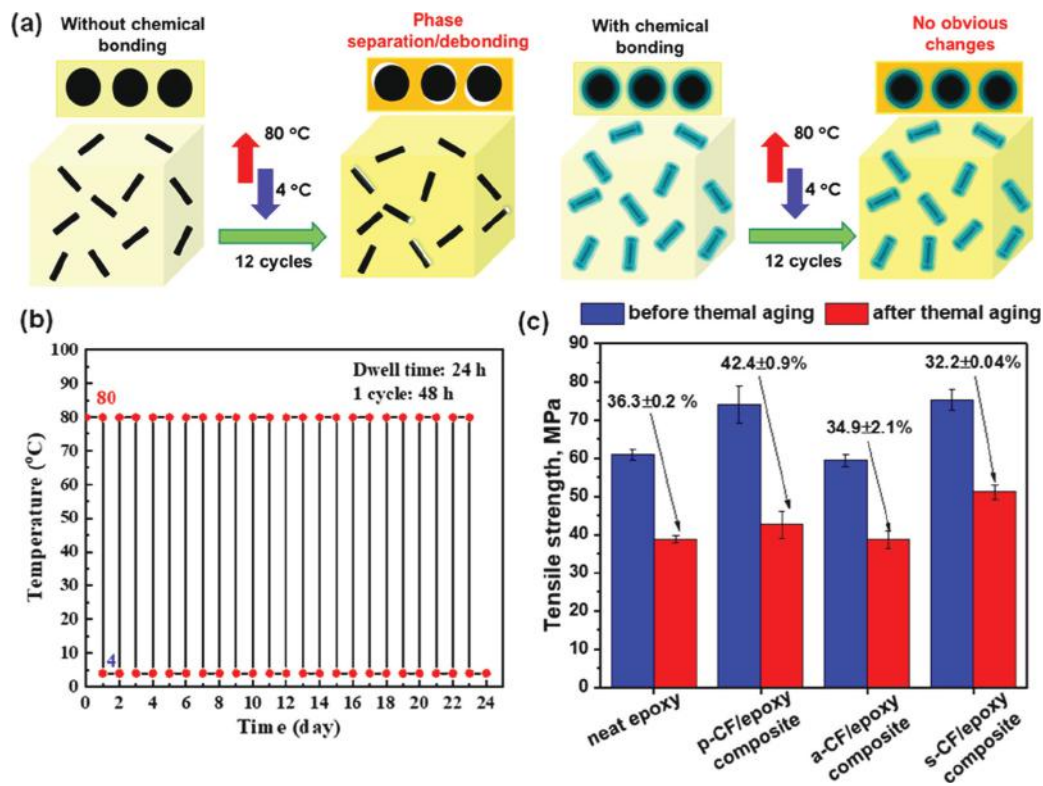 (a)
Without chemical
bonding
Phase
separation/debonding
80 °C
4 °C
12 cycles
With chemical
bonding
No obvious
changes
80 °C
4 °C
12 cycles
(b)
100
90
80
70
60
50
40
30
20
10
0
Temperature (°C)
Dwell time: 24 h
1 cycle: 48 h
80
4
0 2 4 6 8 10 12 14 16 18 20 22 24
Time (day)
(c)
before themal aging
after themal aging
90
80
70
60
50
40
30
20
10
0
Tensile strength, MPa
36.3±0.2 %
42.4±0.9%
34.9±2.1%
32.2±0.04%
neat epoxy
p-CF/epoxy
composite
a-CF/epoxy
composite
s-CF/epoxy
composite